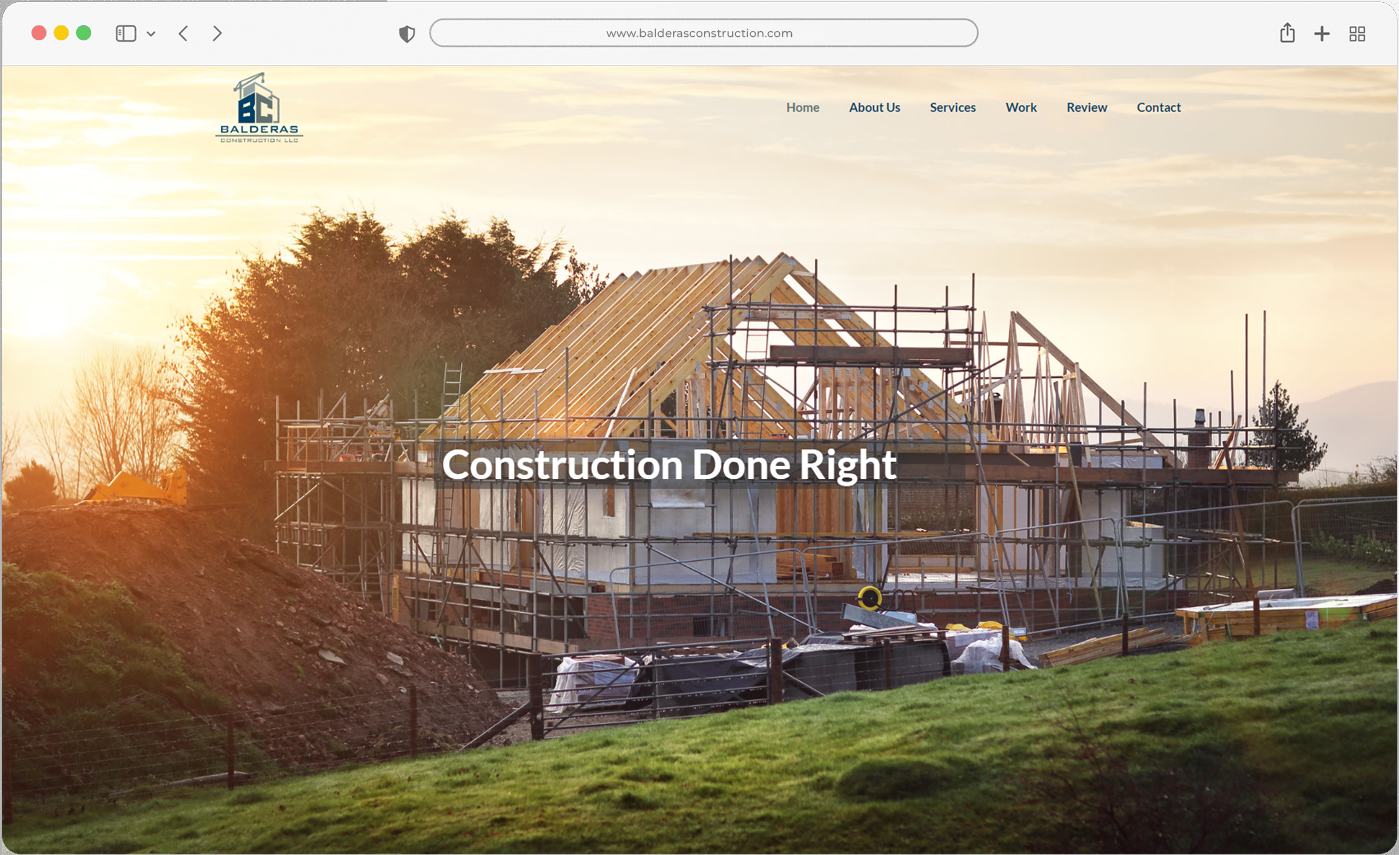 www.balderasconstruction.com
BC
BALDERAS
CONSTRUCTION LLC
Home About Us Services Work Review Contact
Construction Done Right